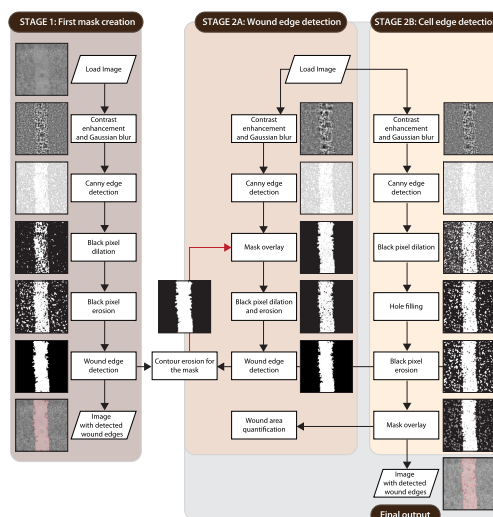 STAGE 1: First mask creation
Load Image
Contrast
enhancement
and Gaussian blur
Canny edge
detection
Black pixel
dilation
Black pixel
erosion
Wound edge
detection
Image
with detected
wound edges
Contour erosion for
the mask
STAGE 2A: Wound edge detection
Load Image
Contrast
enhancement
and Gaussian blur
Canny edge
detection
Mask overlay
Black pixel dilation
and erosion
Wound edge
detection
Wound area
quantification
STAGE 2B: Cell edge detectio
Contrast
enhancement
and Gaussian blur
Canny edge
detection
Black pixel dilation
Hole filling
Black pixel
erosion
Mask overlay
Image
with detected
wound edges
Final output